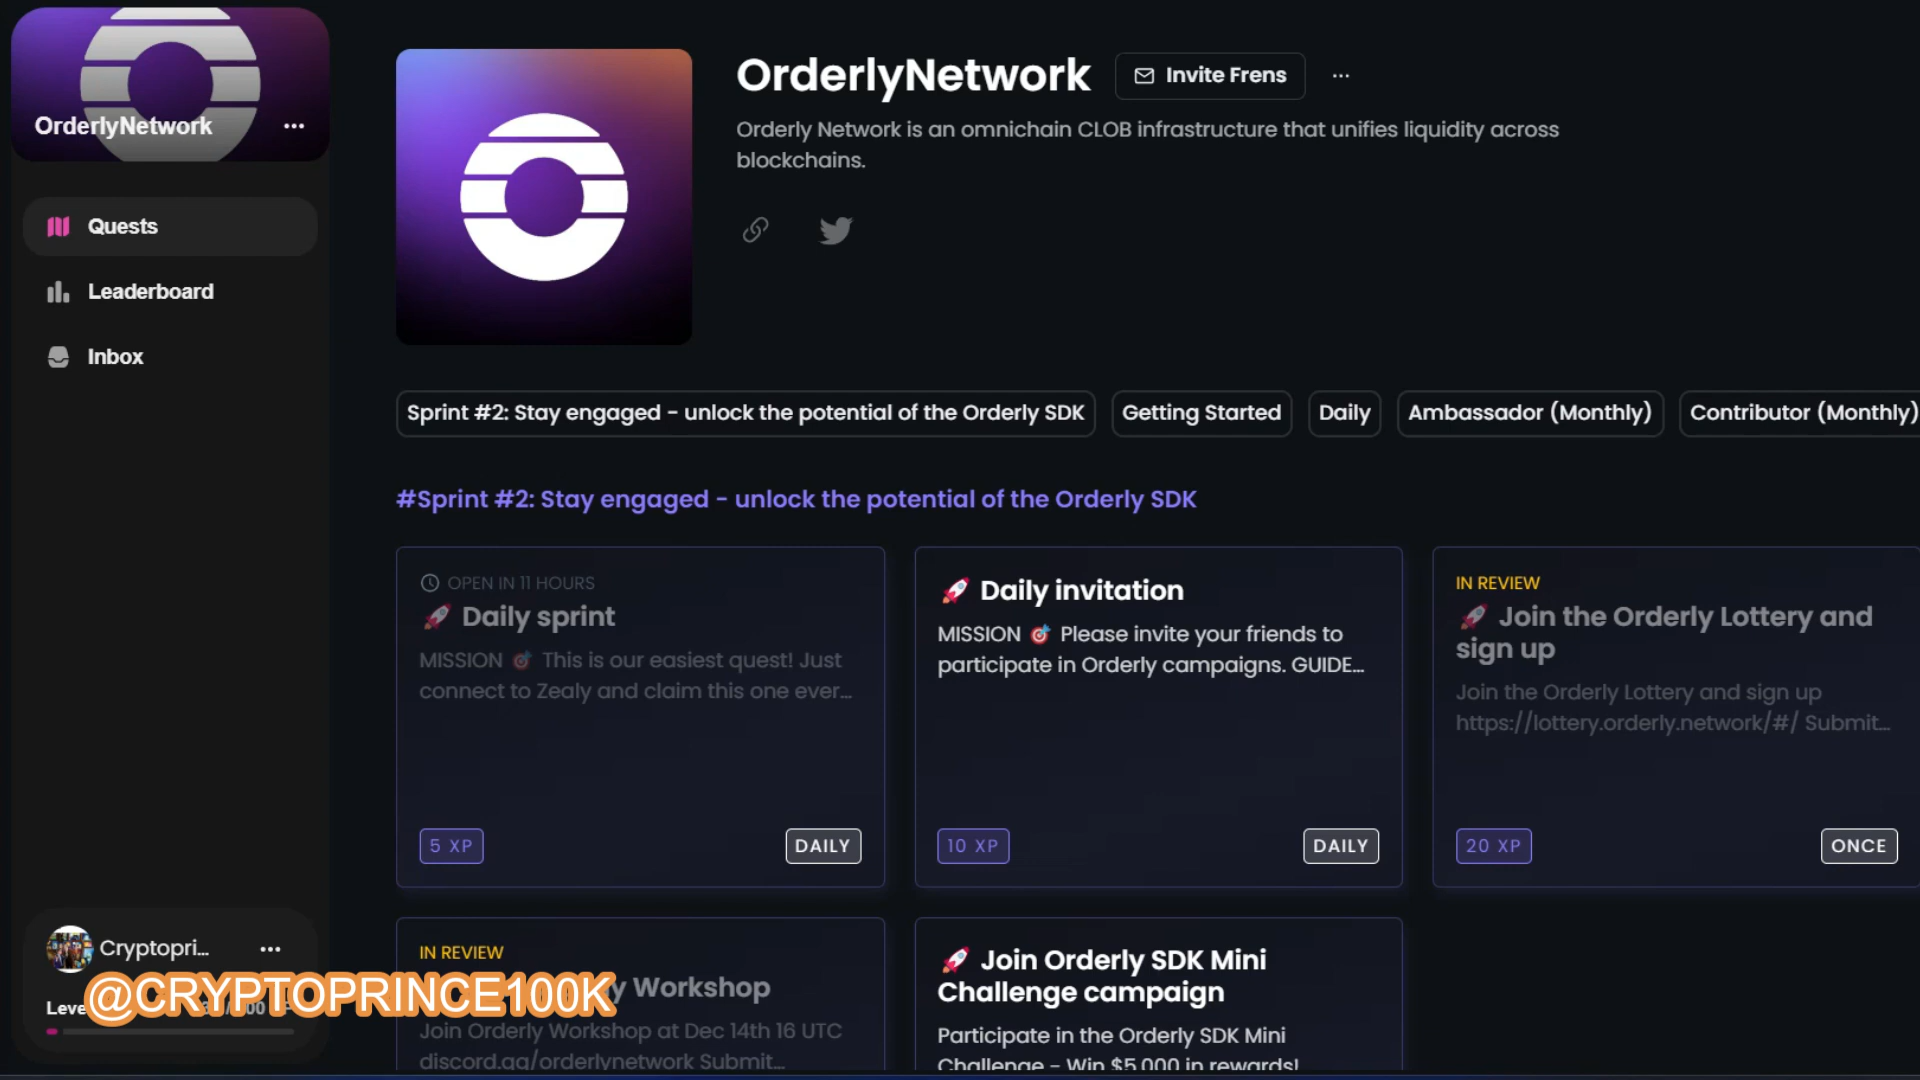 OrderlyNetwork
Quests
Leaderboard
Inbox
OrderlyNetwork
Invite Frens
Orderly Network is an omnichain CLOB infrastructure that unifies liquidity across
blockchains.
Sprint #2: Stay engaged - unlock the potential of the Orderly SDK
Getting Started
Daily
Ambassador (Monthly)
Contributor (Monthly)
#Sprint #2: Stay engaged - unlock the potential of the Orderly SDK
OPEN IN 11 HOURS
🚀 Daily sprint
MISSION 🎯 This is our easiest quest! Just
connect to Zealy and claim this one ever...
5 XP
DAILY
🚀 Daily invitation
MISSION 🎯 Please invite your friends to
participate in Orderly campaigns. GUIDE...
10 XP
DAILY
IN REVIEW
🚀 Join the Orderly Lottery and
sign up
Join the Orderly Lottery and sign up
https://lottery.orderly.network/#/ Submit...
20 XP
ONCE
IN REVIEW
Workshop
Join Orderly Workshop at Dec 14th 16 UTC
discord.gg/orderlynetwork Submit...
🚀 Join Orderly SDK Mini
Challenge campaign
Participate in the Orderly SDK Mini
Challenge - Win $5,000 in rewards!
Cryptopri...
@CRYPTOPRINCE100K